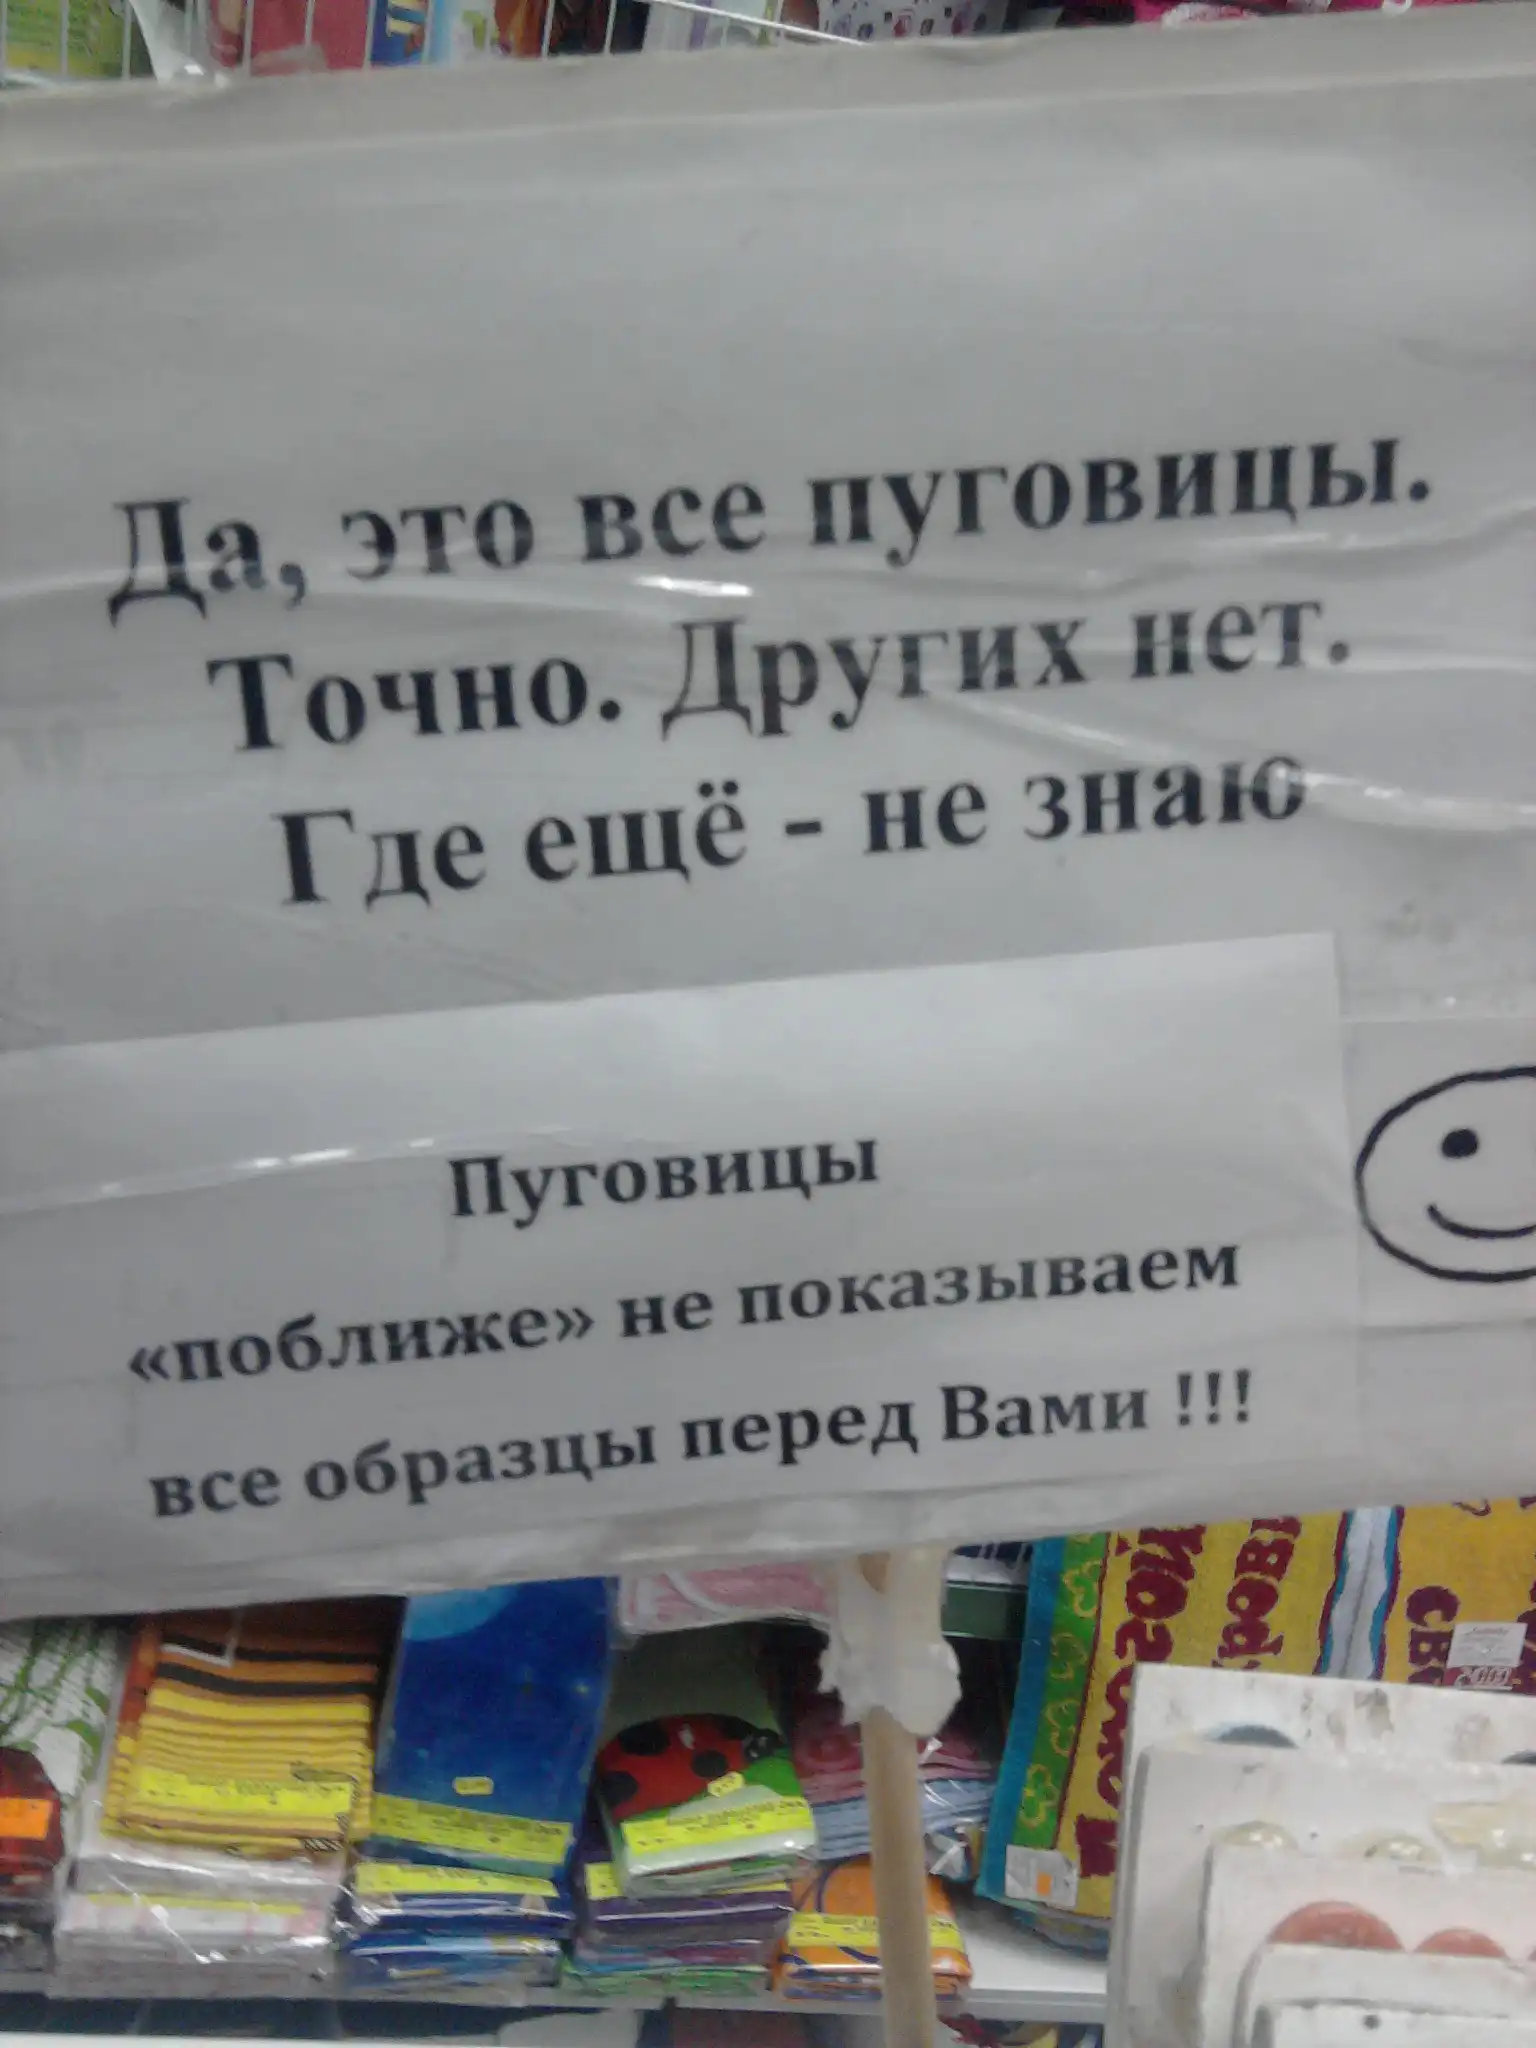 Да, это все пуговицы.
Точно. Других нет.
Где ещё - не знаю
Пуговицы
«поближе» не показываем
все образцы перед Вами !!!